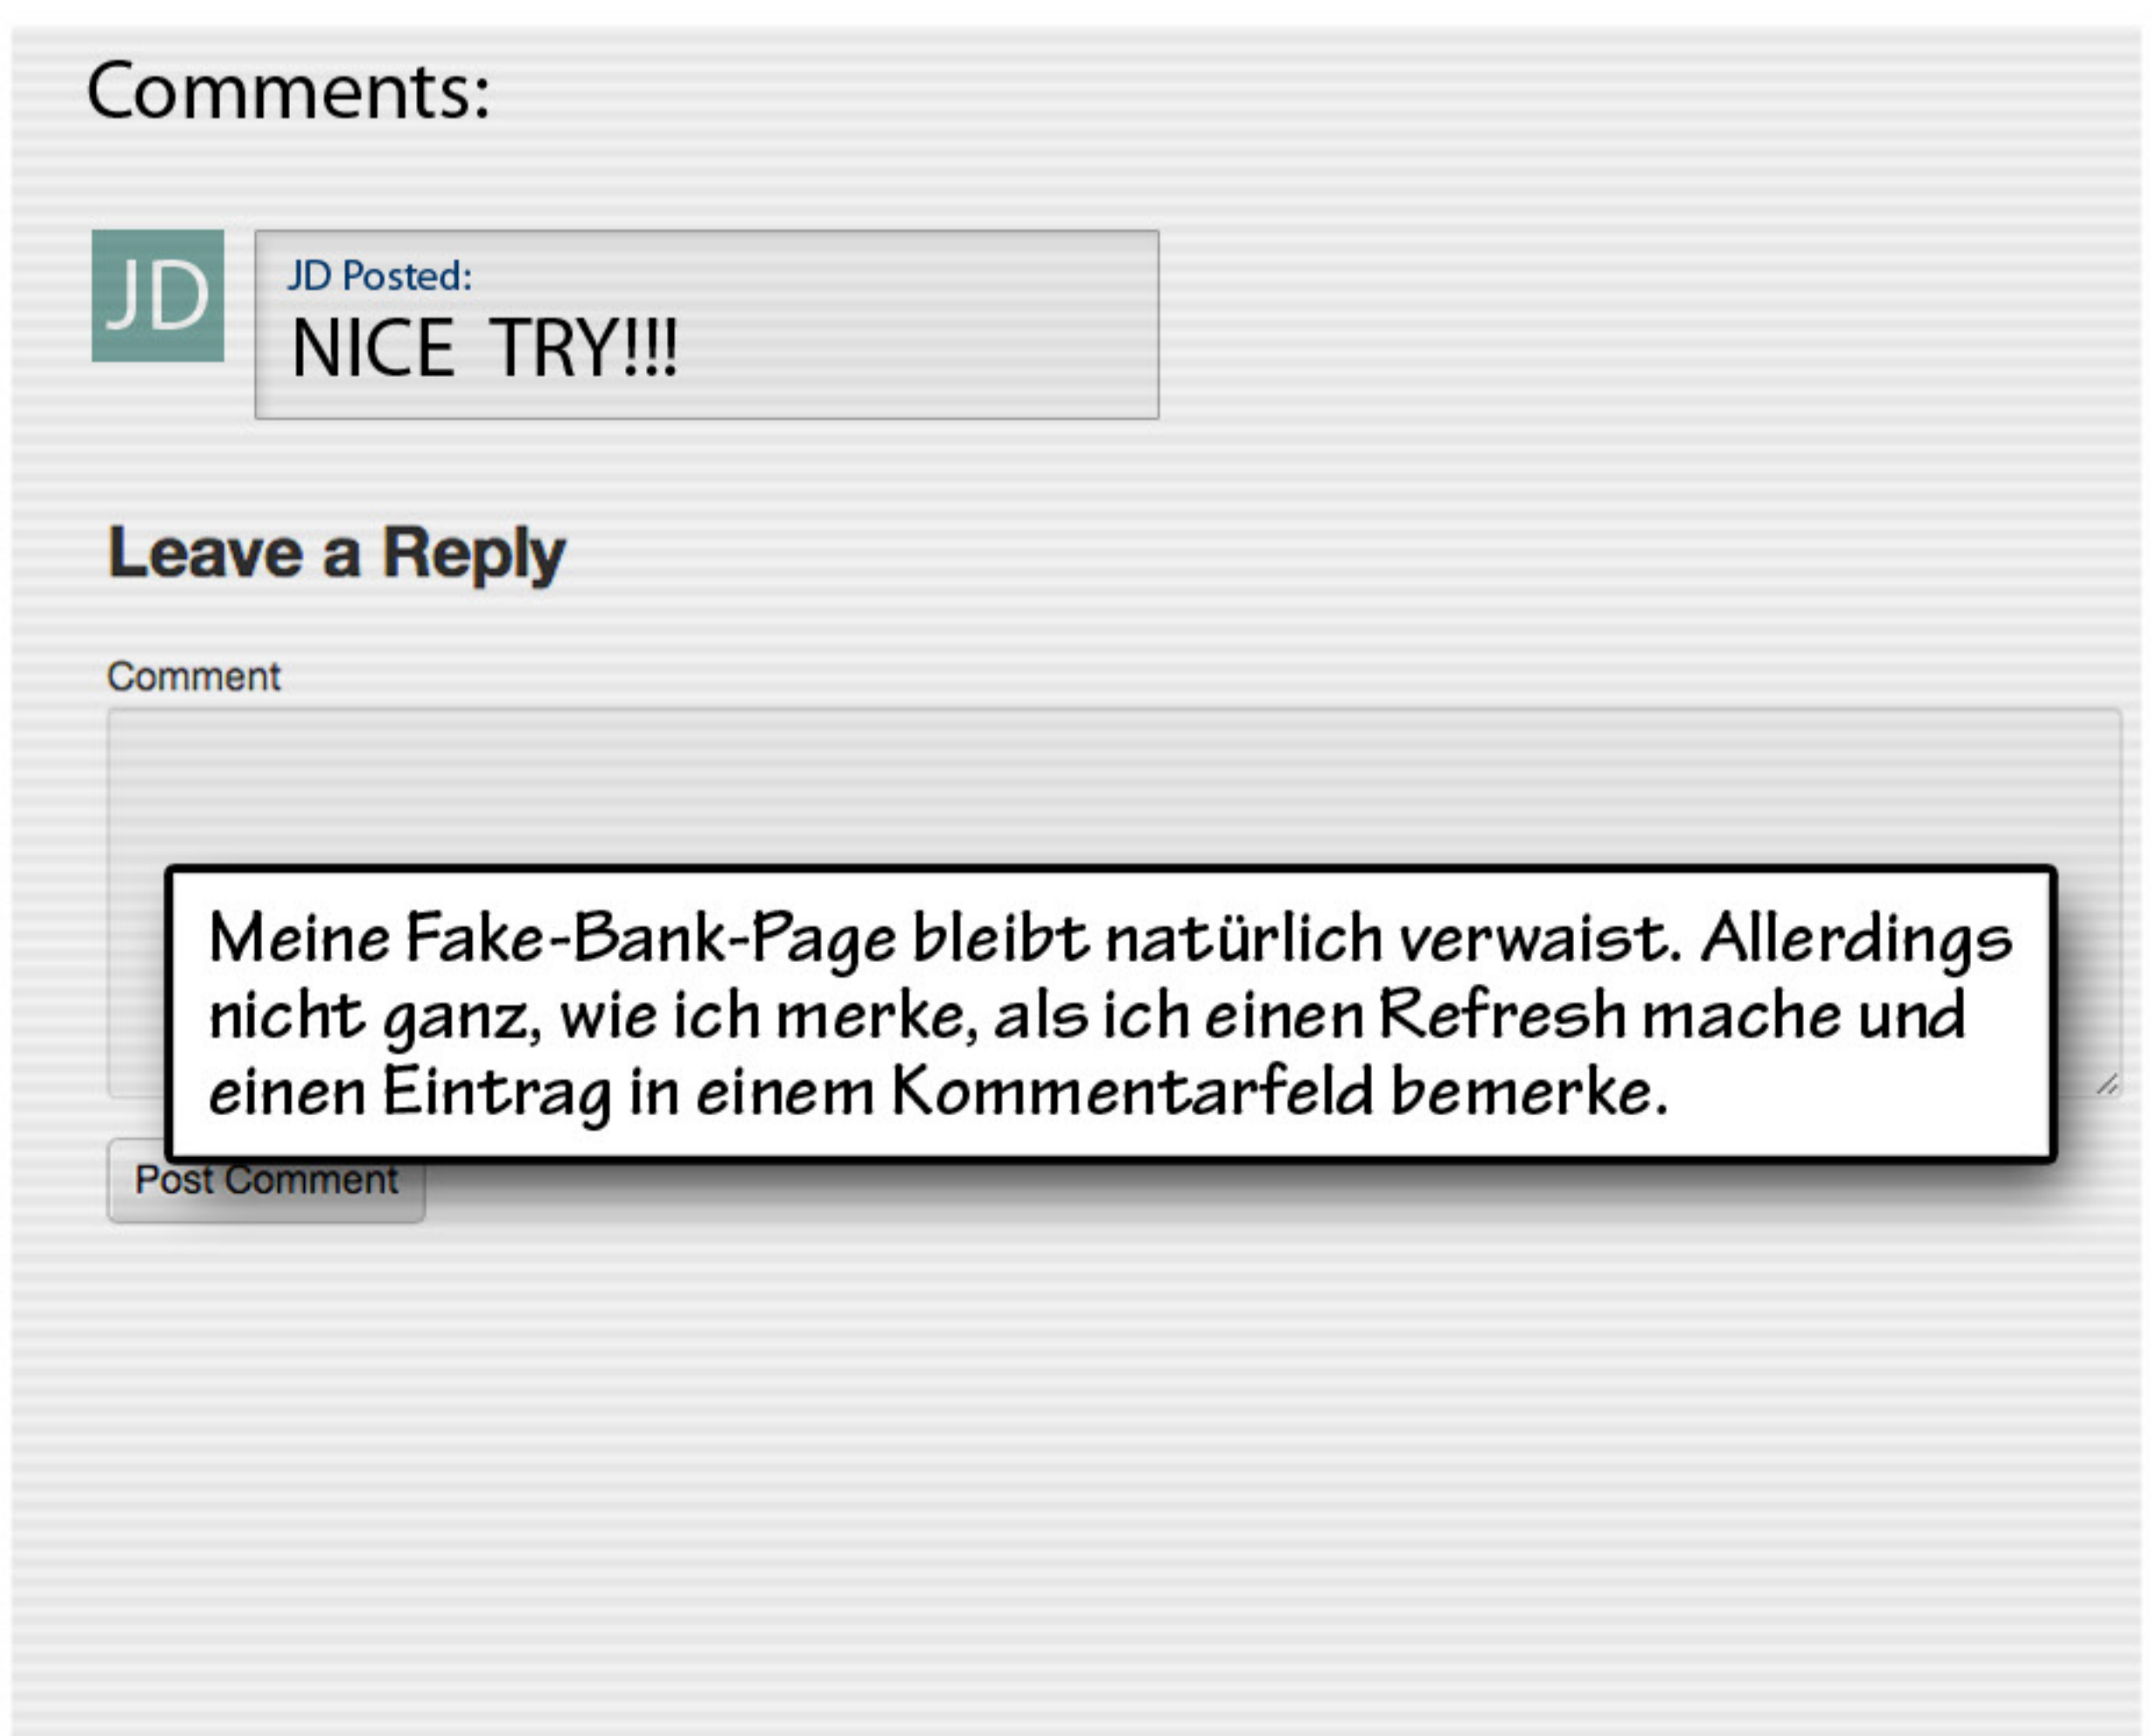 Comments:
JD
JD Posted:
NICE TRY!!!
Leave a Reply
Comment
Meine Fake-Bank-Page bleibt natürlich verwaist. Allerdings
nicht ganz, wie ich merke, als ich einen Refresh mache und
einen Eintrag in einem Kommentarfeld bemerke.
Post Comment